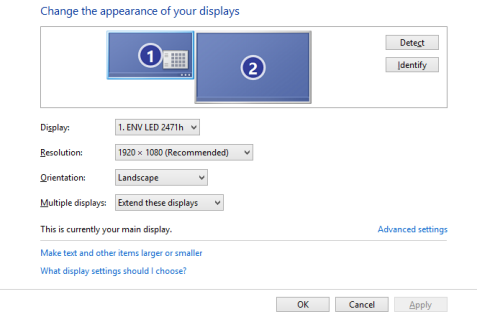 Change the appearance of your displays
1
2
Detect
Identify
Display: 1. ENV LED 2471h
Resolution: 1920 × 1080 (Recommended)
Orientation: Landscape
Multiple displays: Extend these displays
This is currently your main display. Advanced settings
Make text and other items larger or smaller
What display settings should I choose?
OK Cancel Apply